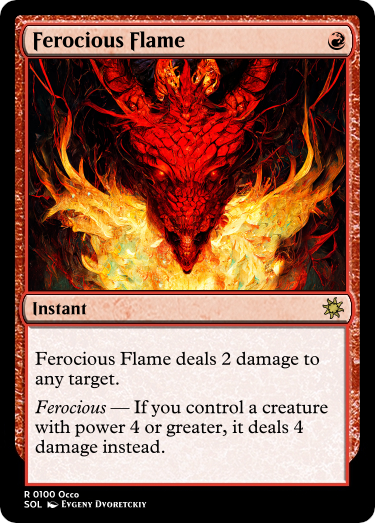 Ferocious Flame
Instant
Ferocious Flame deals 2 damage to
any target.
Ferocious — If you control a creature
with power 4 or greater, it deals 4
damage instead.
R 0100 Occo
SOL Evgeny Dvoretckiy